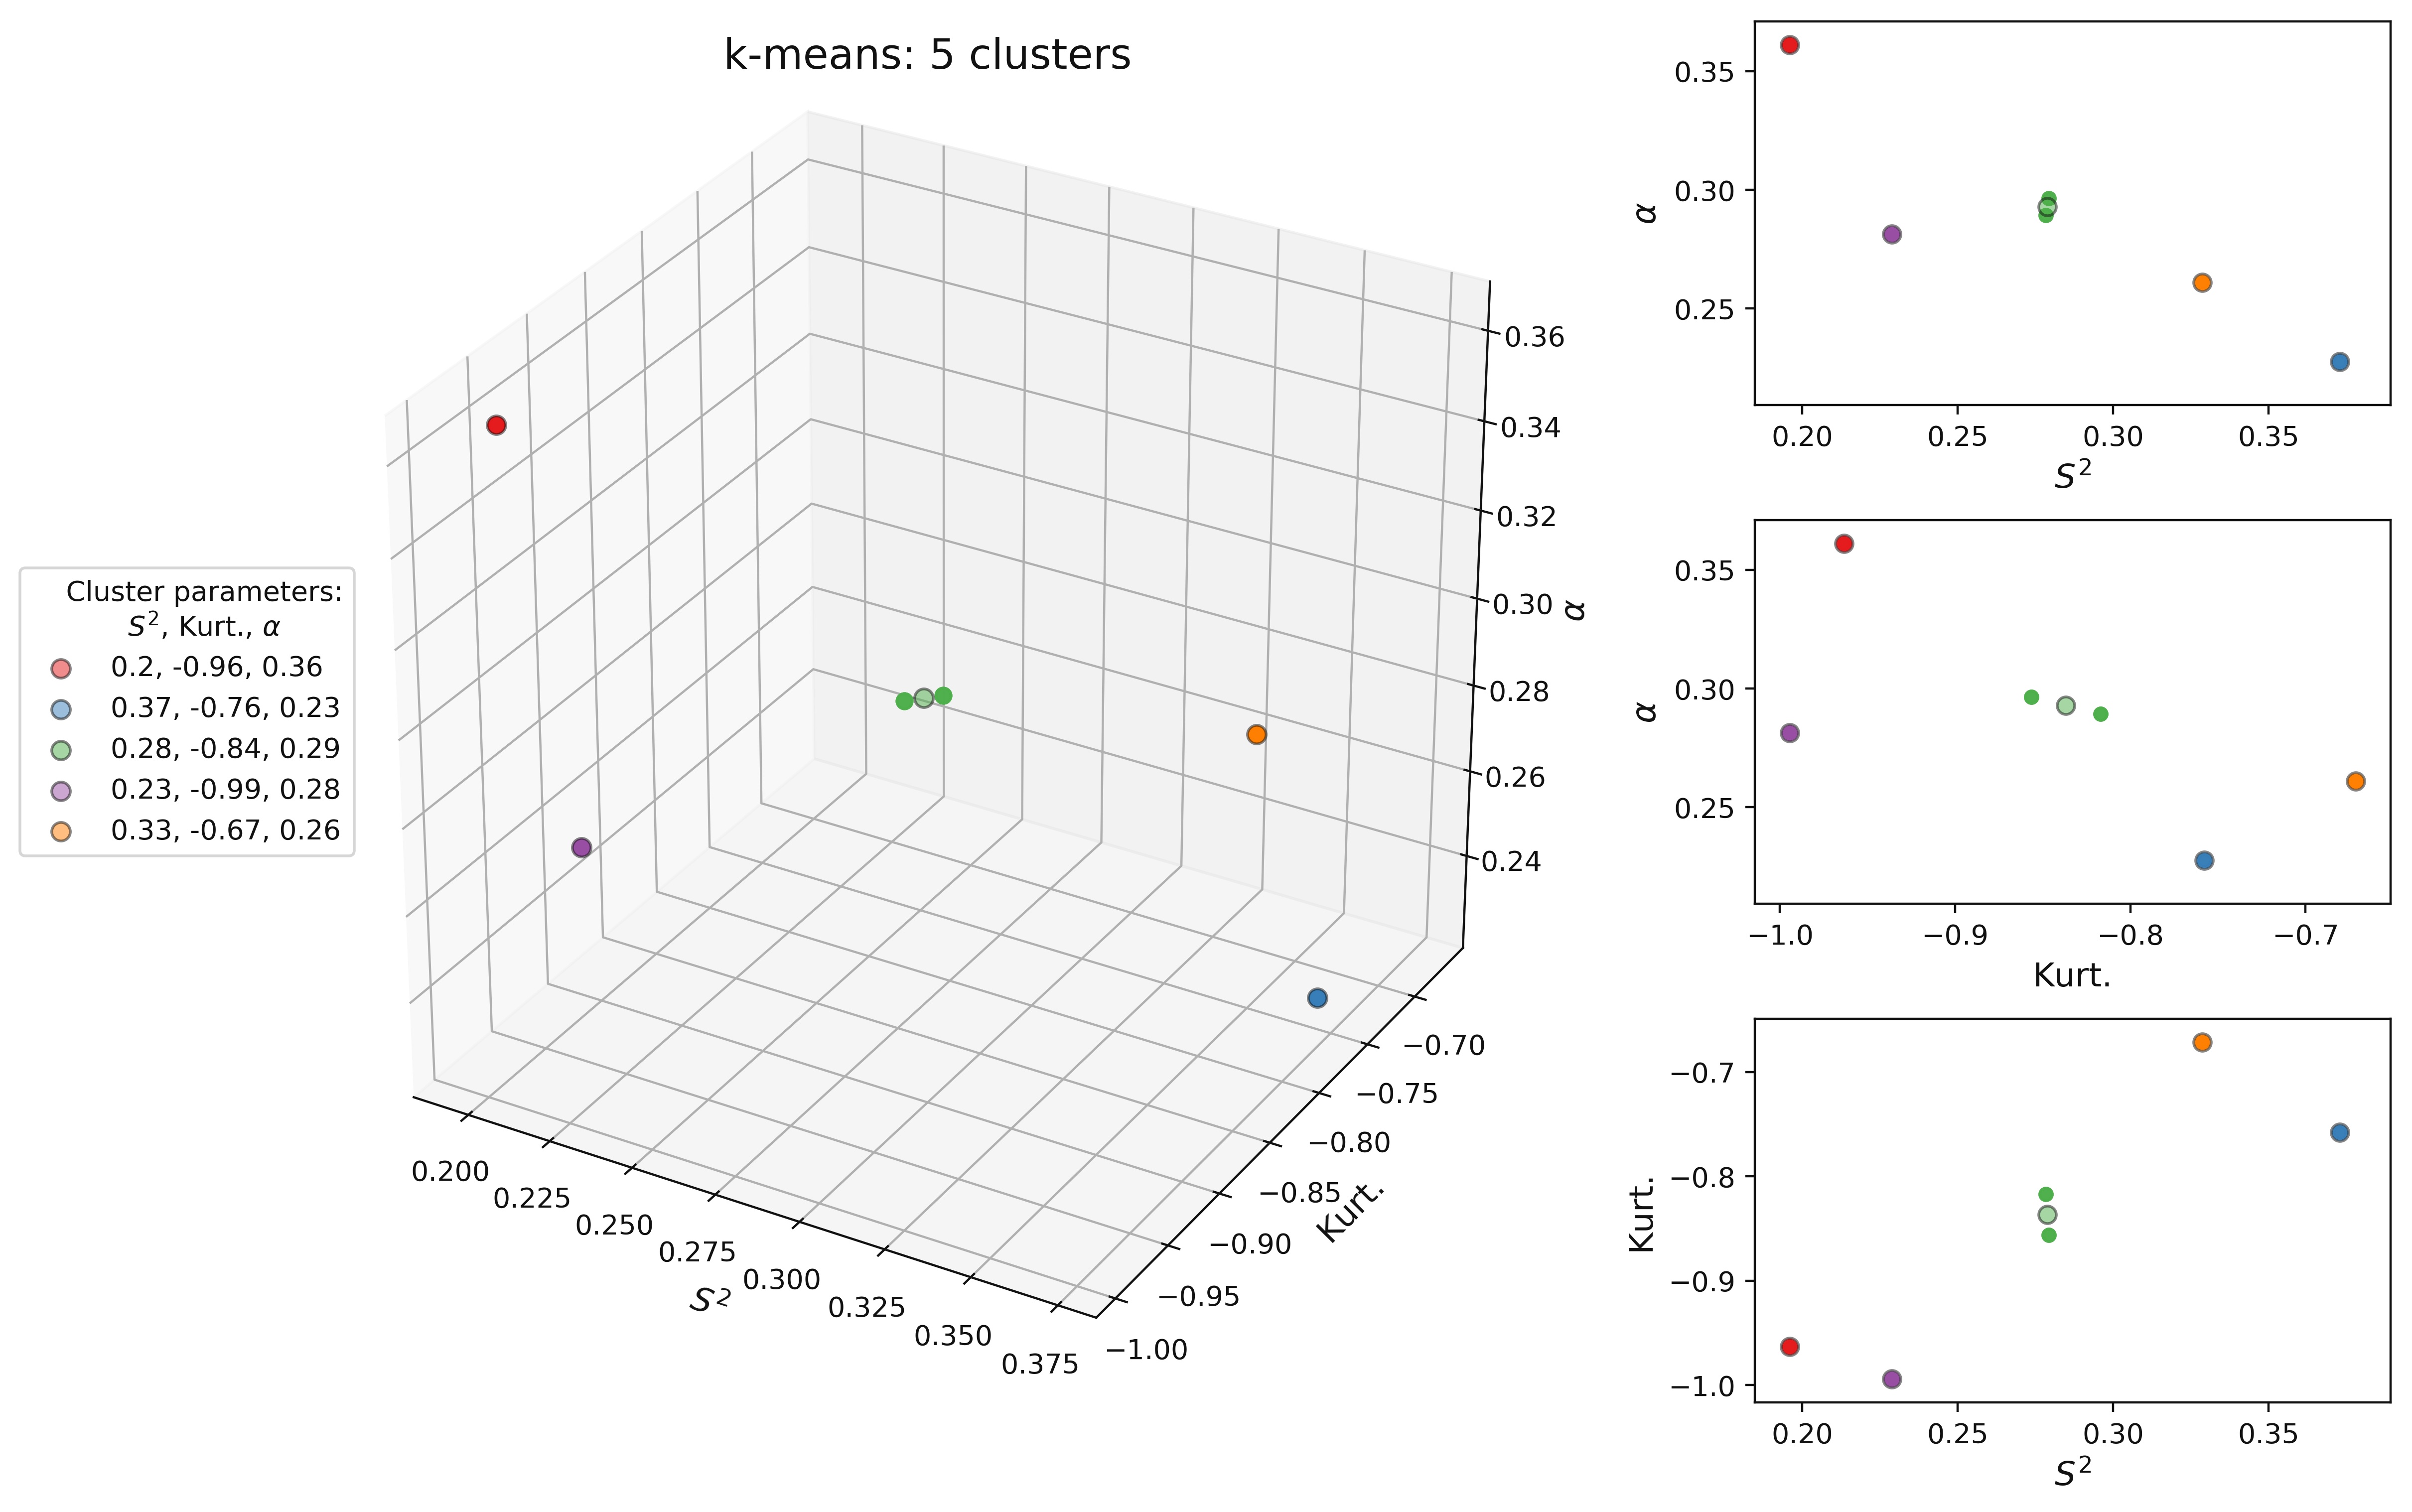 k-means: 5 clusters
Cluster parameters:
S², Kurt., α
0.2, -0.96, 0.36
0.37, -0.76, 0.23
0.28, -0.84, 0.29
0.23, -0.99, 0.28
0.33, -0.67, 0.26
0.36
0.34
0.32
0.30
0.28
0.26
0.24
α
0.200
0.225
0.250
0.275
0.300
0.325
0.350
0.375
S²
−0.70
−0.75
−0.80
−0.85
−0.90
−0.95
−1.00
Kurt.
0.35
0.30
0.25
α
0.20 0.25 0.30 0.35
S²
0.35
0.30
0.25
α
−1.0 −0.9 −0.8 −0.7
Kurt.
−0.7
−0.8
−0.9
−1.0
Kurt.
0.20 0.25 0.30 0.35
S²